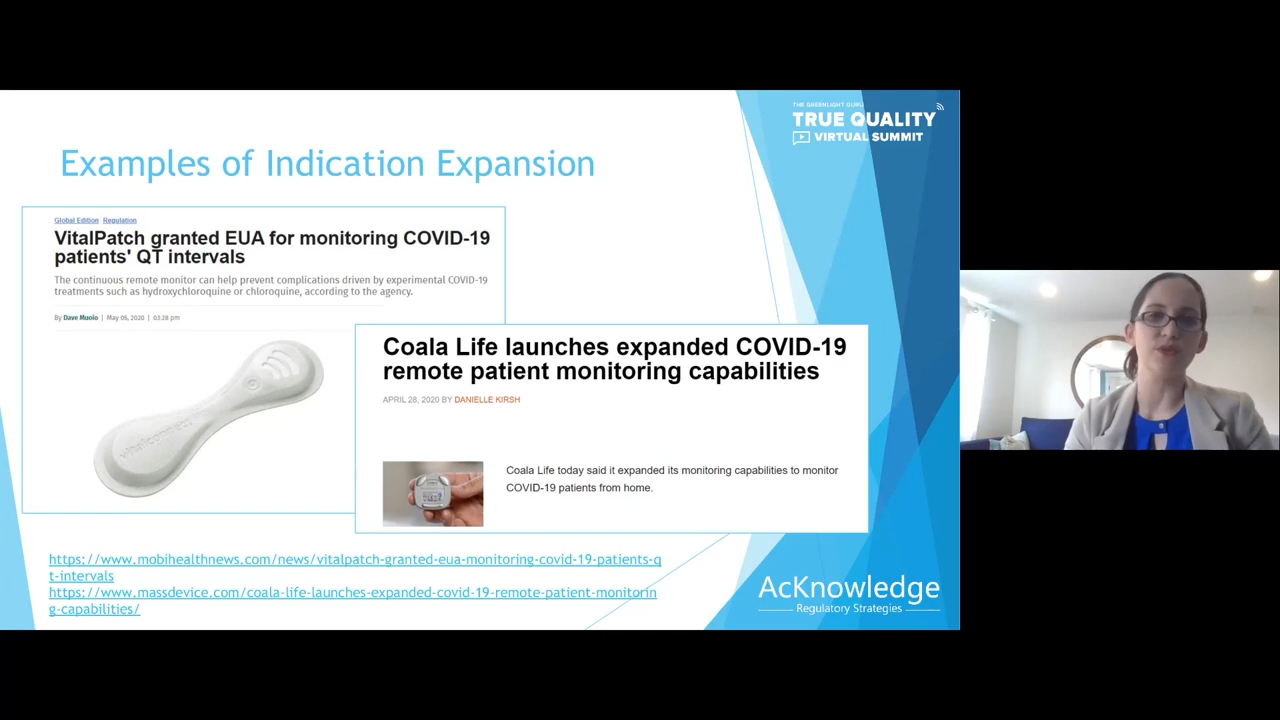 THE GREENLIGHT GURU
TRUE QUALITY
VIRTUAL SUMMIT
Examples of Indication Expansion
Global Edition Regulation
VitalPatch granted EUA for monitoring COVID-19
patients' QT intervals
The continuous remote monitor can help prevent complications driven by experimental COVID-19
treatments such as hydroxychloroquine or chloroquine, according to the agency.
By Dave Muoio | May 05, 2020 | 03:28 pm
vitalconnect
Coala Life launches expanded COVID-19
remote patient monitoring capabilities
APRIL 28, 2020 BY DANIELLE KIRSH
Coala Life today said it expanded its monitoring capabilities to monitor
COVID-19 patients from home.
https://www.mobihealthnews.com/news/vitalpatch-granted-eua-monitoring-covid-19-patients-q
t-intervals
https://www.massdevice.com/coala-life-launches-expanded-covid-19-remote-patient-monitorin
g-capabilities/
AcKnowledge
Regulatory Strategies